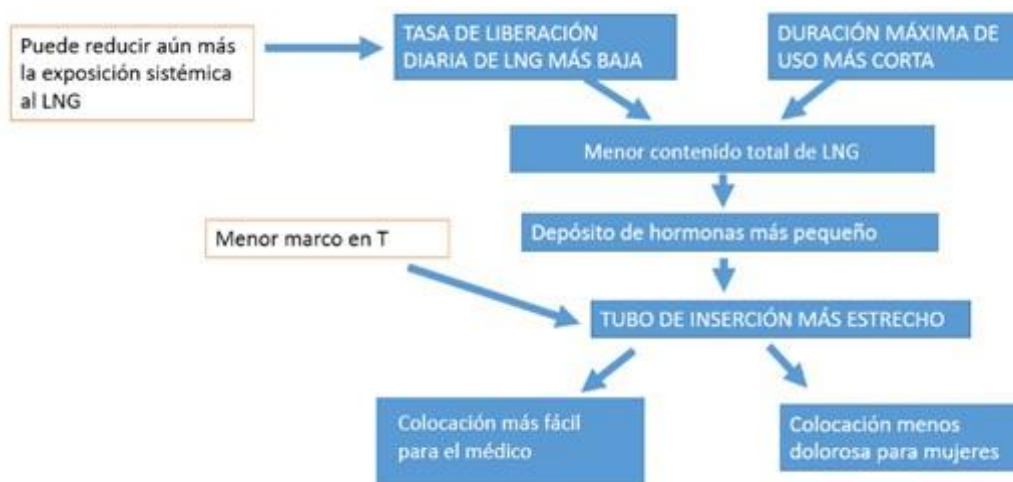 Puede reducir aún más
la exposición sistémica
al LNG
TASA DE LIBERACIÓN
DIARIA DE LNG MÁS BAJA
DURACIÓN MÁXIMA DE
USO MÁS CORTA
Menor contenido total de LNG
Menor marco en T
Depósito de hormonas más pequeño
TUBO DE INSERCIÓN MÁS ESTRECHO
Colocación más fácil
para el médico
Colocación menos
dolorosa para mujeres